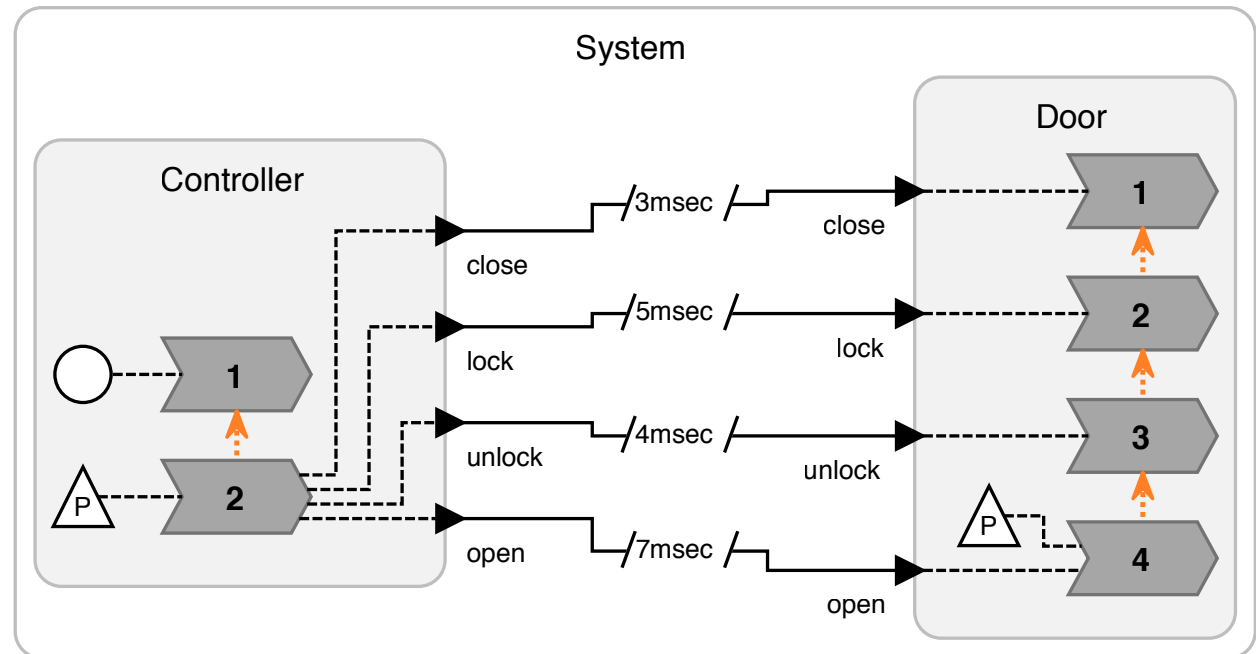 System
Door
Controller
1
3msec
close
close
2
5msec
lock
lock
1
3
4msec
unlock
unlock
P
2
P
4
7msec
open
open